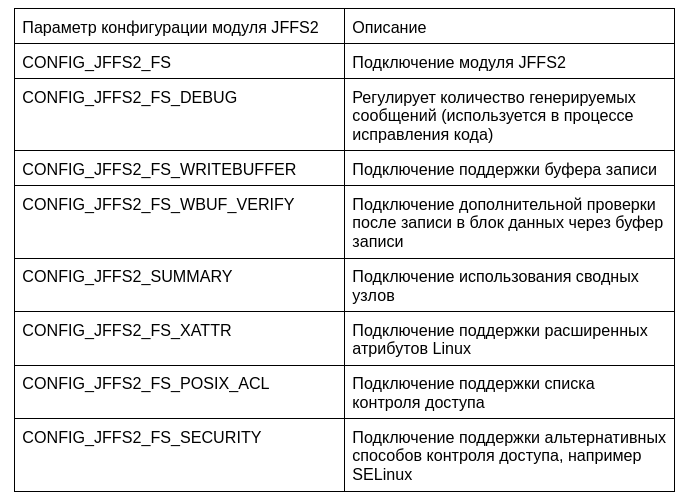 Параметр конфигурации модуля JFFS2
Описание
CONFIG_JFFS2_FS
Подключение модуля JFFS2
CONFIG_JFFS2_FS_DEBUG
Регулирует количество генерируемых
сообщений (используется в процессе
исправления кода)
CONFIG_JFFS2_FS_WRITEBUFFER
Подключение поддержки буфера записи
CONFIG_JFFS2_FS_WBUF_VERIFY
Подключение дополнительной проверки
после записи в блок данных через буфер
записи
CONFIG_JFFS2_SUMMARY
Подключение использования сводных
узлов
CONFIG_JFFS2_FS_XATTR
Подключение поддержки расширенных
атрибутов Linux
CONFIG_JFFS2_FS_POSIX_ACL
Подключение поддержки списка
контроля доступа
CONFIG_JFFS2_FS_SECURITY
Подключение поддержки альтернативных
способов контроля доступа, например
SELinux